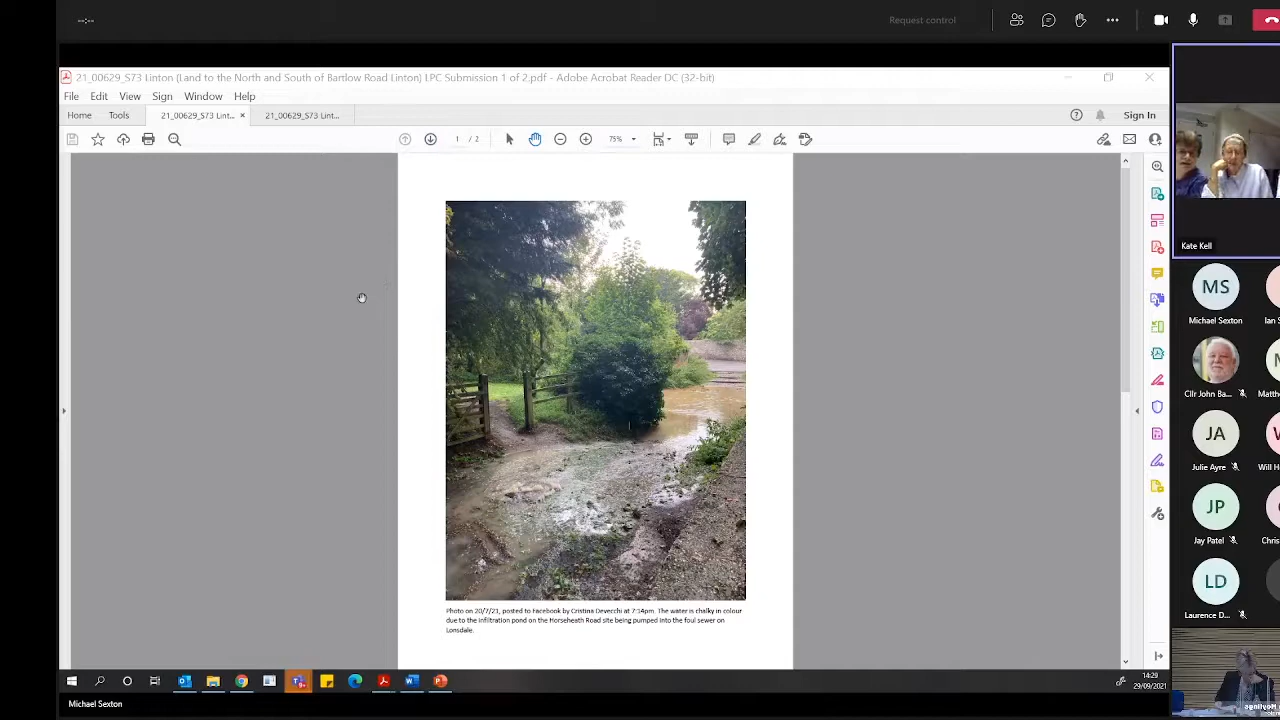 --:--
Request control
21_00629_S73 Linton (Land to the North and South of Bartlow Road Linton) LPC Submission 1 of 2.pdf - Adobe Acrobat Reader DC (32-bit)
File Edit View Sign Window Help
Home Tools 21_00629_S73 Lint... × 21_00629_S73 Lint... Sign In
1 / 2 75%
Kate Kell
MS
Michael Sexton
Ian S
Cllr John Ba...
Matth
JA
Julie Ayre
Will H
JP
Jay Patel
Chris
LD
Laurence D...
Photo on 20/7/21, posted to Facebook by Cristina Devecchi at 7:14pm. The water is chalky in colour
due to the infiltration pond on the Horseheath Road site being pumped into the foul sewer on
Lonsdale.
14:29
29/09/2021
Michael Sexton